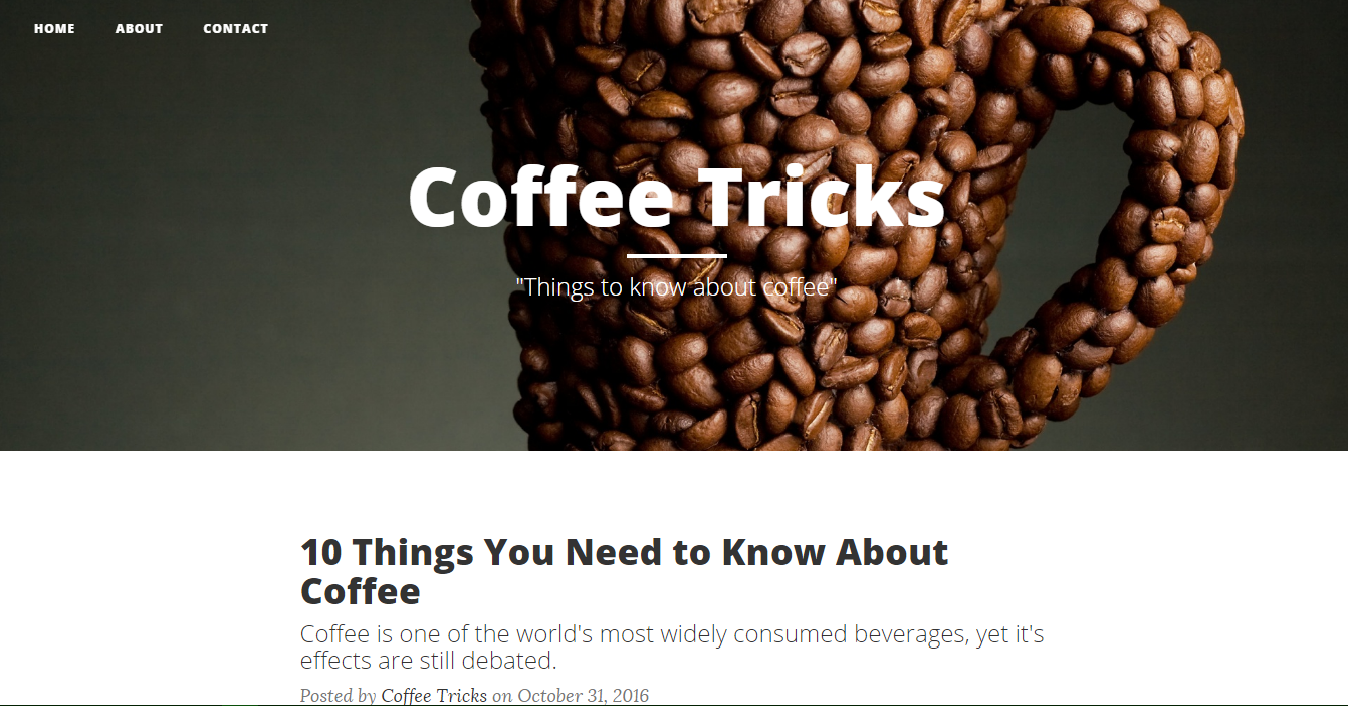 HOME ABOUT CONTACT
Coffee Tricks
"Things to know about coffee"
10 Things You Need to Know About
Coffee
Coffee is one of the world's most widely consumed beverages, yet it's
effects are still debated.
Posted by Coffee Tricks on October 31, 2016